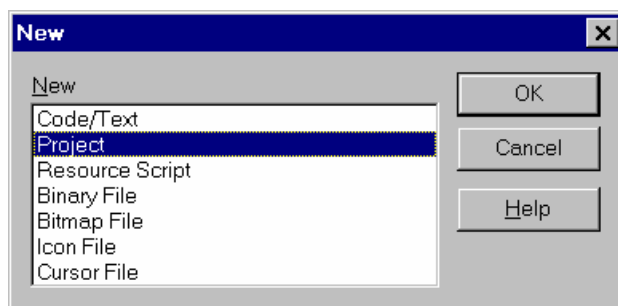 New
New
Code/Text
Project
Resource Script
Binary File
Bitmap File
Icon File
Cursor File
OK
Cancel
Help